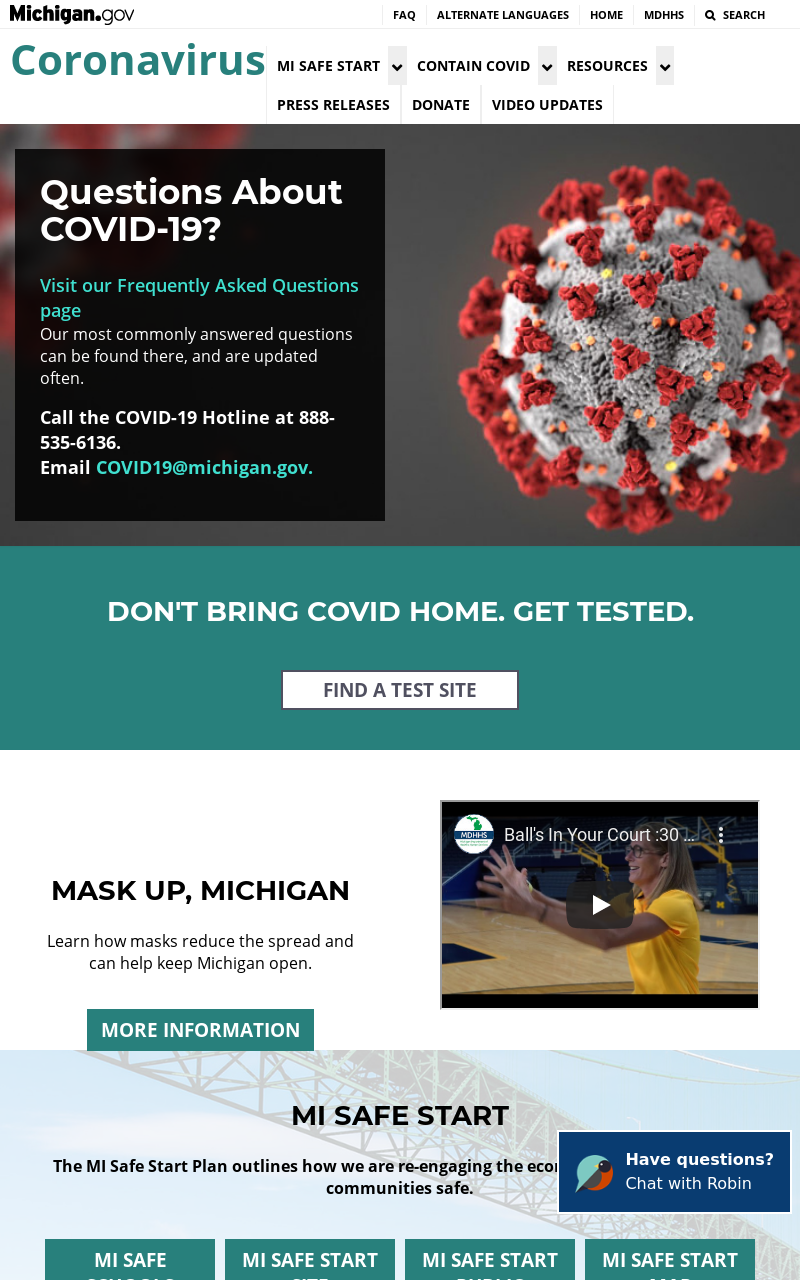 Michigan.gov
FAQ
ALTERNATE LANGUAGES
HOME
MDHHS
SEARCH
Coronavirus
MI SAFE START
CONTAIN COVID
RESOURCES
PRESS RELEASES
DONATE
VIDEO UPDATES
Questions About
COVID-19?
Visit our Frequently Asked Questions
page
Our most commonly answered questions
can be found there, and are updated
often.
Call the COVID-19 Hotline at 888-
535-6136.
Email COVID19@michigan.gov.
DON'T BRING COVID HOME. GET TESTED.
FIND A TEST SITE
MASK UP, MICHIGAN
Learn how masks reduce the spread and
can help keep Michigan open.
MORE INFORMATION
MDHHS
Ball's In Your Court :30 ...
M
MI SAFE START
The MI Safe Start Plan outlines how we are re-engaging the
communities safe.
Have questions?
Chat with Robin
MI SAFE
MI SAFE START
MI SAFE START
MI SAFE START